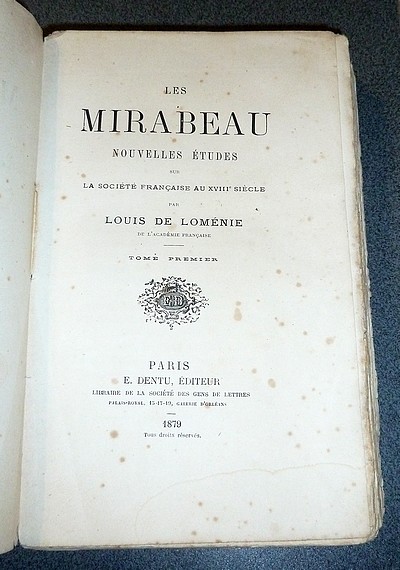 LES
MIRABEAU
NOUVELLES ÉTUDES
SUR
LA SOCIÉTÉ FRANÇAISE AU XVIIIe SIÈCLE
PAR
LOUIS DE LOMÉNIE
DE L'ACADÉMIE FRANÇAISE
TOME PREMIER
PARIS
E. DENTU, ÉDITEUR
LIBRAIRE DE LA SOCIÉTÉ DES GENS DE LETTRES
PALAIS-ROYAL, 15-17-19, GALERIE D'ORLÉANS
1879
Tous droits réservés.